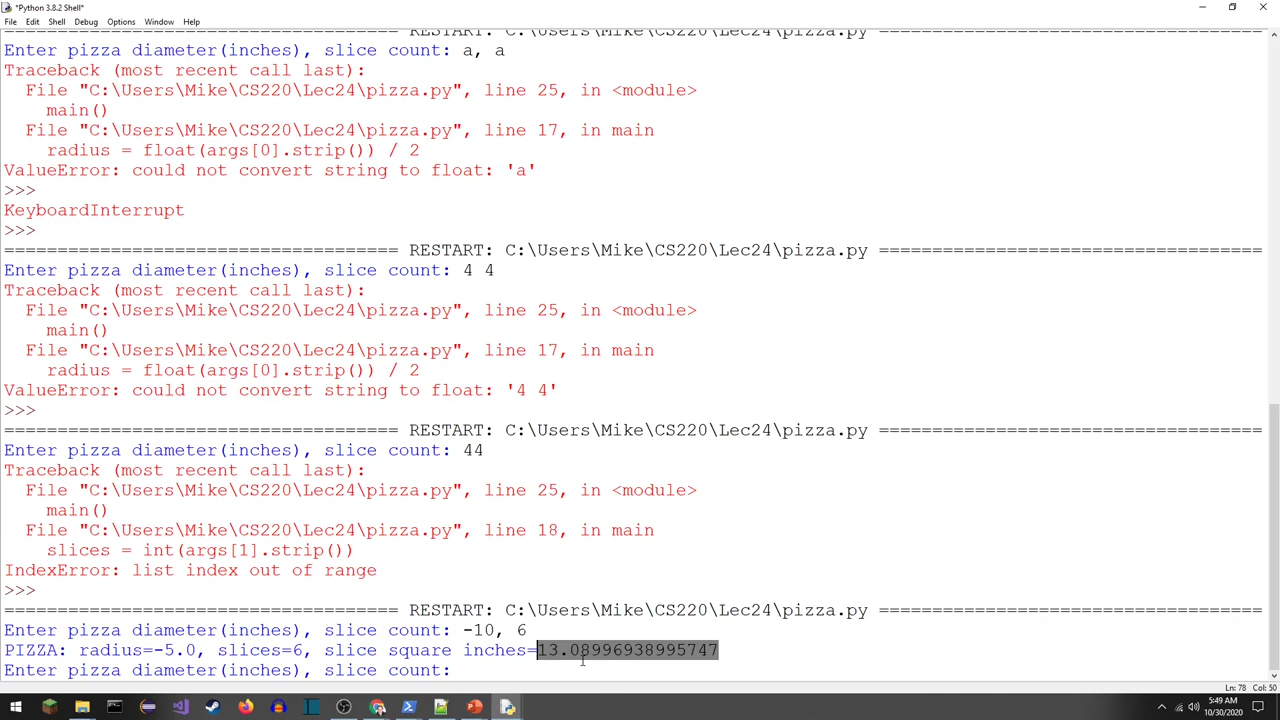 *Python 3.8.2 Shell*
File Edit Shell Debug Options Window Help
====================================== RESTART: C:\Users\Mike\CS220\Lec24\pizza.py =====================================
Enter pizza diameter(inches), slice count: a, a
Traceback (most recent call last):
  File "C:\Users\Mike\CS220\Lec24\pizza.py", line 25, in <module>
    main()
  File "C:\Users\Mike\CS220\Lec24\pizza.py", line 17, in main
    radius = float(args[0].strip()) / 2
ValueError: could not convert string to float: 'a'
>>>
KeyboardInterrupt
>>>
===================================== RESTART: C:\Users\Mike\CS220\Lec24\pizza.py ====================================
Enter pizza diameter(inches), slice count: 4 4
Traceback (most recent call last):
  File "C:\Users\Mike\CS220\Lec24\pizza.py", line 25, in <module>
    main()
  File "C:\Users\Mike\CS220\Lec24\pizza.py", line 17, in main
    radius = float(args[0].strip()) / 2
ValueError: could not convert string to float: '4 4'
>>>
===================================== RESTART: C:\Users\Mike\CS220\Lec24\pizza.py ====================================
Enter pizza diameter(inches), slice count: 44
Traceback (most recent call last):
  File "C:\Users\Mike\CS220\Lec24\pizza.py", line 25, in <module>
    main()
  File "C:\Users\Mike\CS220\Lec24\pizza.py", line 18, in main
    slices = int(args[1].strip())
IndexError: list index out of range
>>>
===================================== RESTART: C:\Users\Mike\CS220\Lec24\pizza.py ====================================
Enter pizza diameter(inches), slice count: -10, 6
PIZZA: radius=-5.0, slices=6, slice square inches=13.08996938995747
Enter pizza diameter(inches), slice count:
Ln: 78 Col: 50
5:49 AM
10/30/2020